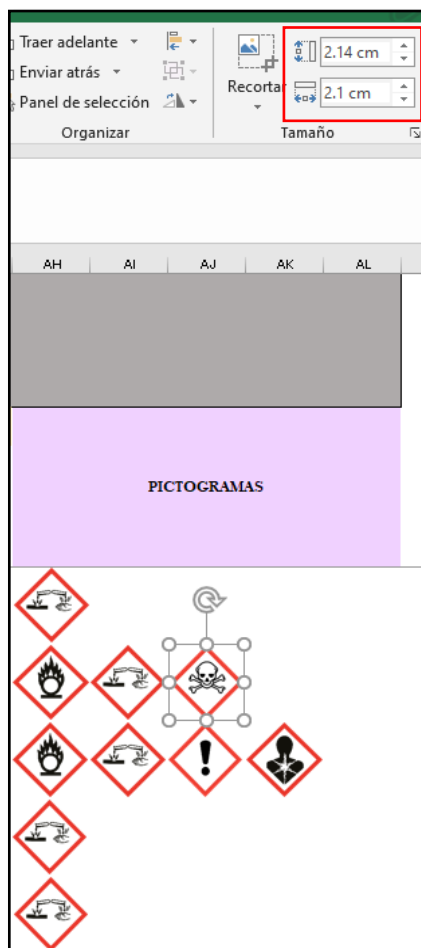 Traer adelante
Enviar atrás
Panel de selección
Organizar
Recortar
2.14 cm
2.1 cm
Tamaño
AH AI AJ AK AL
PICTOGRAMAS